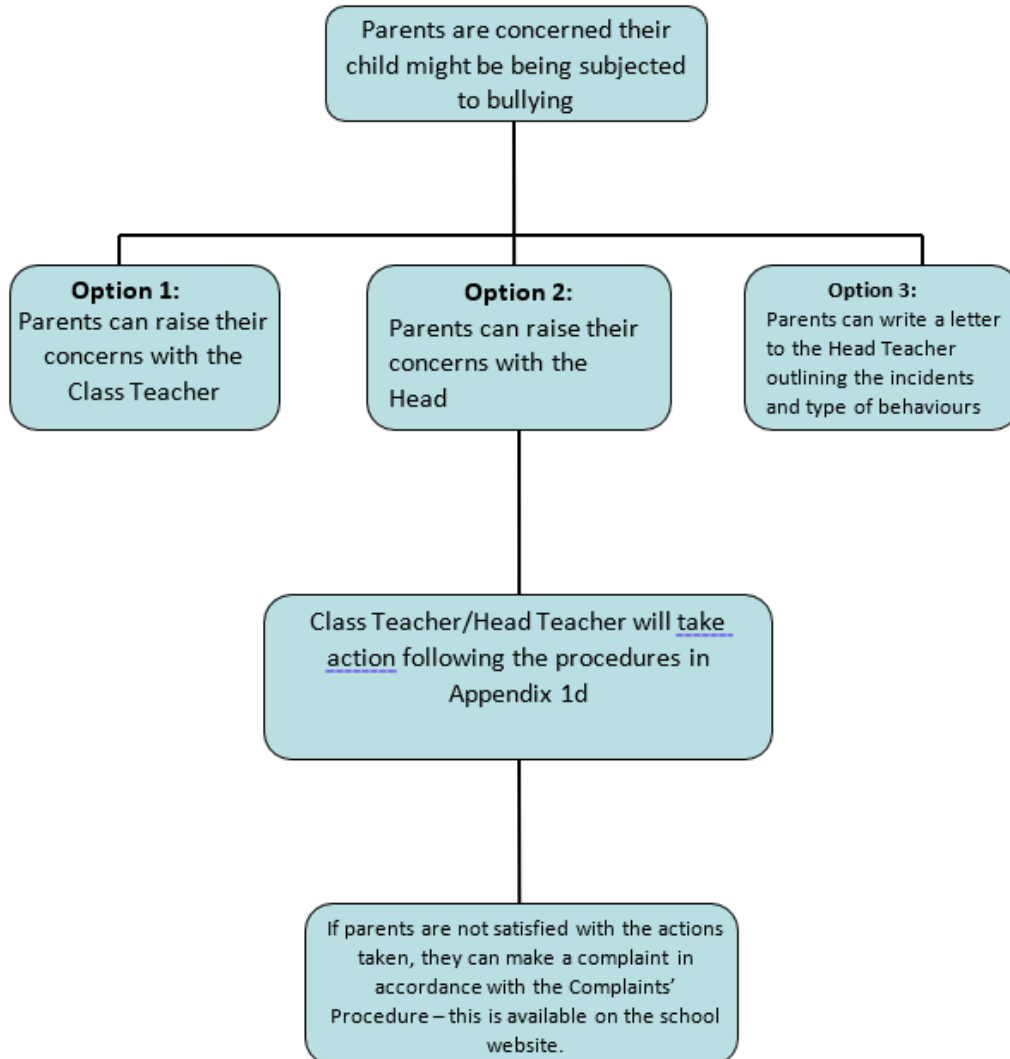 Parents are concerned their
child might be being subjected
to bullying
Option 1:
Parents can raise their
concerns with the
Class Teacher
Option 2:
Parents can raise their
concerns with the
Head
Option 3:
Parents can write a letter
to the Head Teacher
outlining the incidents
and type of behaviours
Class Teacher/Head Teacher will take
action following the procedures in
Appendix 1d
If parents are not satisfied with the actions
taken, they can make a complaint in
accordance with the Complaints’
Procedure – this is available on the school
website.